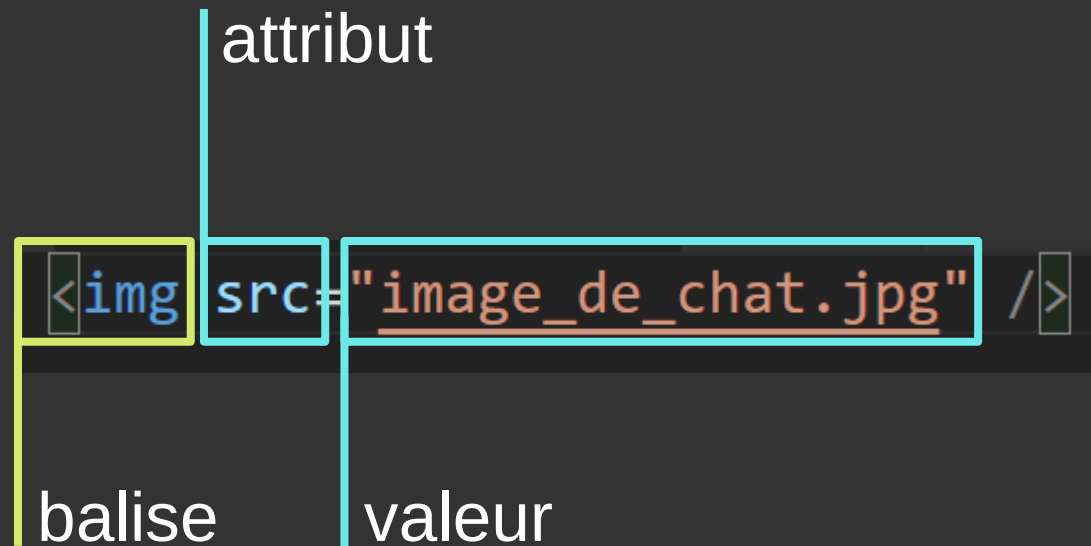 attribut
<img src="image_de_chat.jpg" />
balise valeur